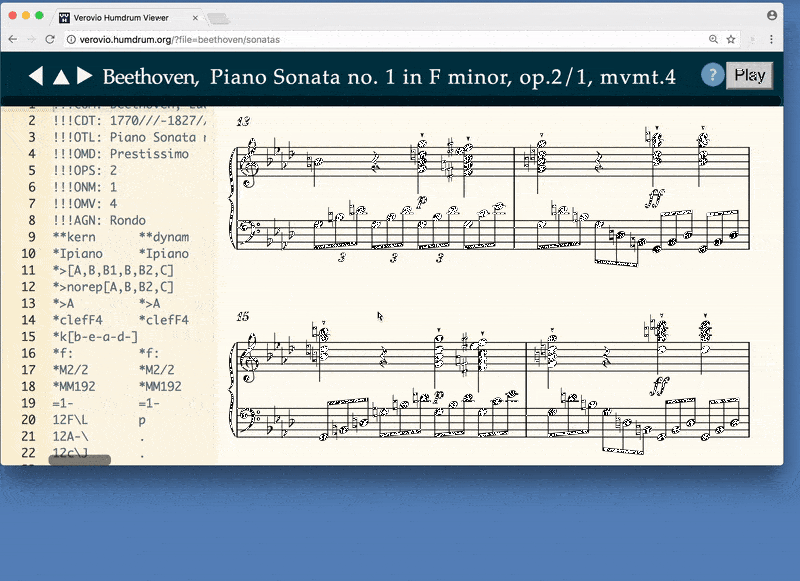 Verovio Humdrum Viewer
verovio.humdrum.org/?file=beethoven/sonatas
Beethoven, Piano Sonata no. 1 in F minor, op.2/1, mvmt.4
? Play
2 !!!CDT: 1770///-1827/
3 !!!OTL: Piano Sonata
4 !!!OMD: Prestissimo
5 !!!OPS: 2
6 !!!ONM: 1
7 !!!OMV: 4
8 !!!AGN: Rondo
9 **kern **dynam
10 *Ipiano *Ipiano
11 *>[A,B,B1,B,B2,C]
12 *>norep[A,B,B2,C]
13 *>A *>A
14 *clefF4 *clefF4
15 *k[b-e-a-d-]
16 *f: *f:
17 *M2/2 *M2/2
18 *MM192 *MM192
19 =1- =1-
20 12F\L p
21 12A-\ .
22 12c\J .
13
p
ff
3 3 3
15
p
ff